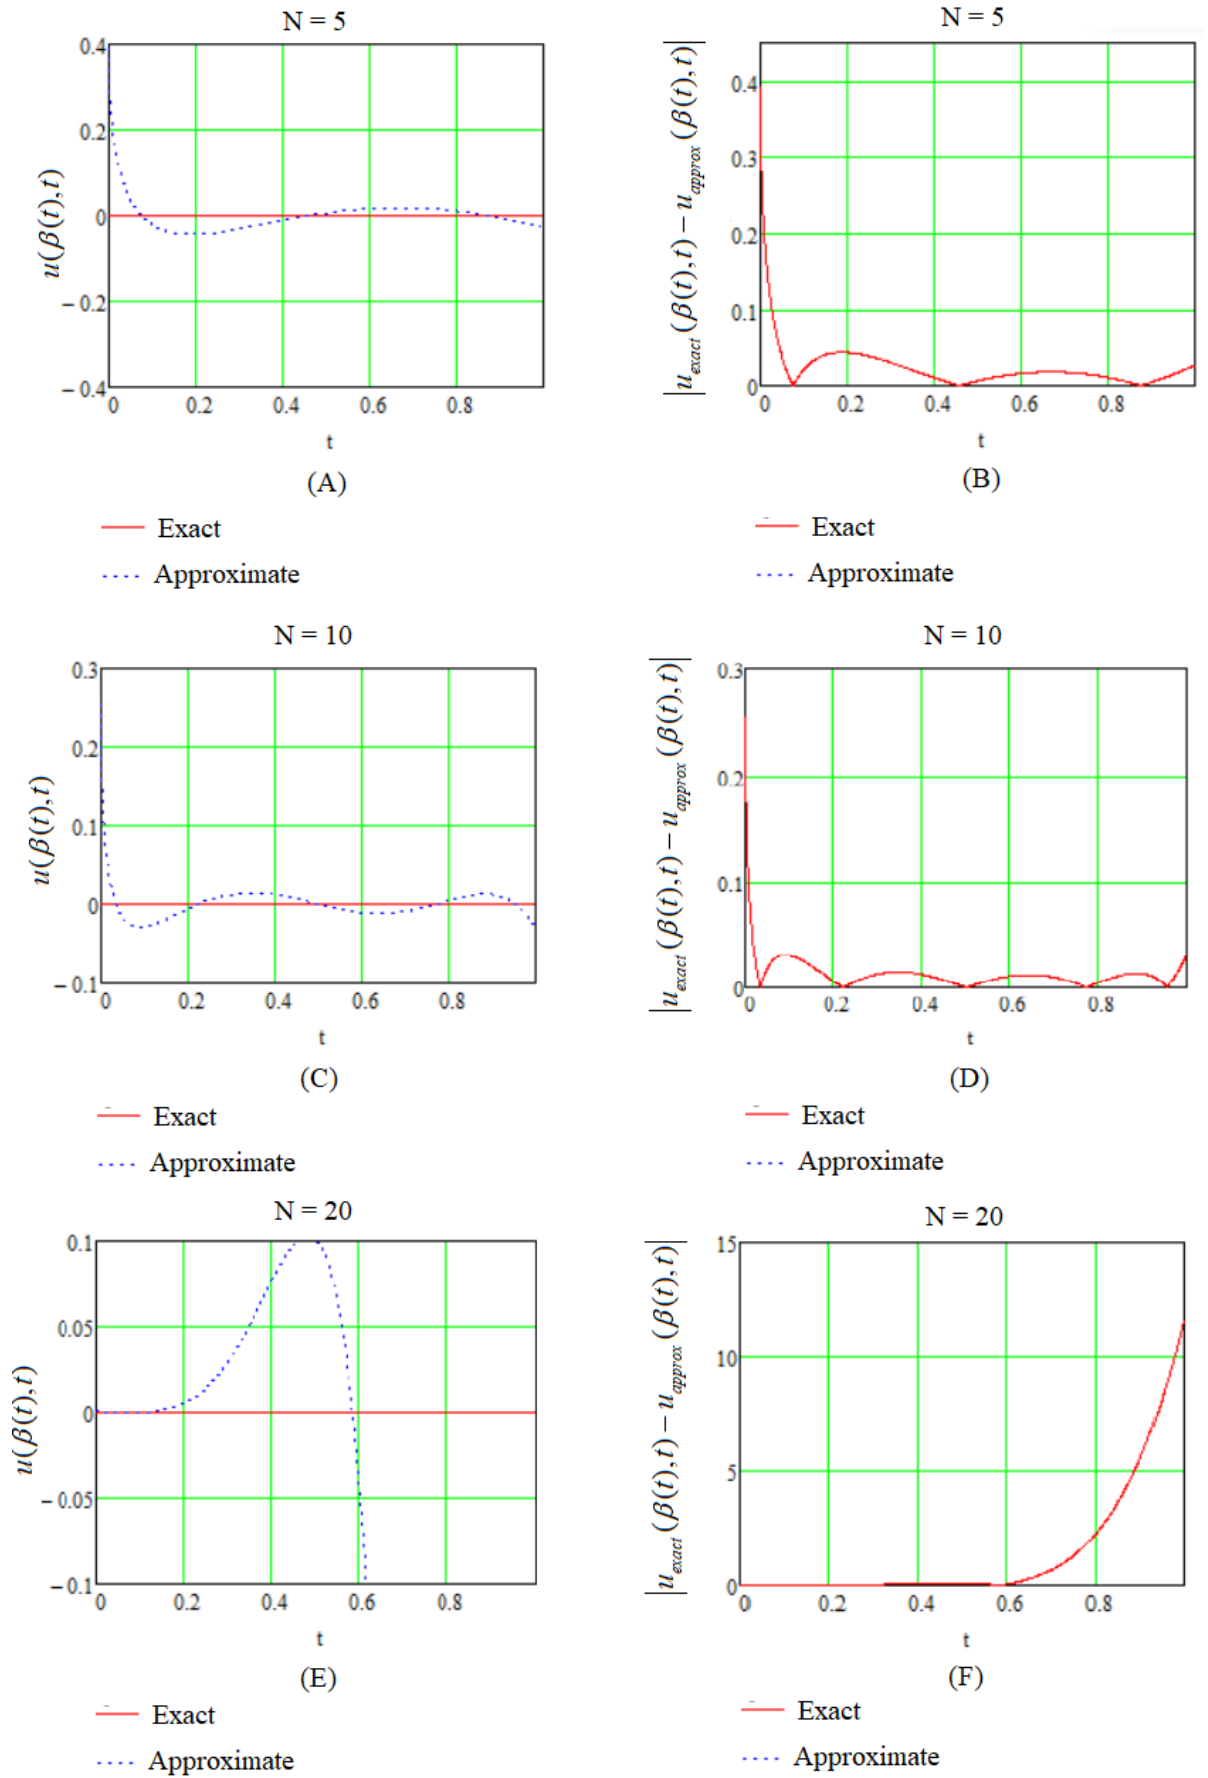 N = 5
0.4
0.2
0
− 0.2
− 0.4
u(β(t),t)
0 0.2 0.4 0.6 0.8
t
(A)
Exact
Approximate
N = 5
0.4
0.3
0.2
0.1
0
|u_exact (β(t),t) − u_approx (β(t),t)|
0 0.2 0.4 0.6 0.8
t
(B)
Exact
Approximate
N = 10
0.3
0.2
0.1
0
− 0.1
u(β(t),t)
0 0.2 0.4 0.6 0.8
t
(C)
Exact
Approximate
N = 10
0.3
0.2
0.1
0
|u_exact (β(t),t) − u_approx (β(t),t)|
0 0.2 0.4 0.6 0.8
t
(D)
Exact
Approximate
N = 20
0.1
0.05
0
− 0.05
− 0.1
u(β(t),t)
0 0.2 0.4 0.6 0.8
t
(E)
Exact
Approximate
N = 20
15
10
5
0
|u_exact (β(t),t) − u_approx (β(t),t)|
0 0.2 0.4 0.6 0.8
t
(F)
Exact
Approximate